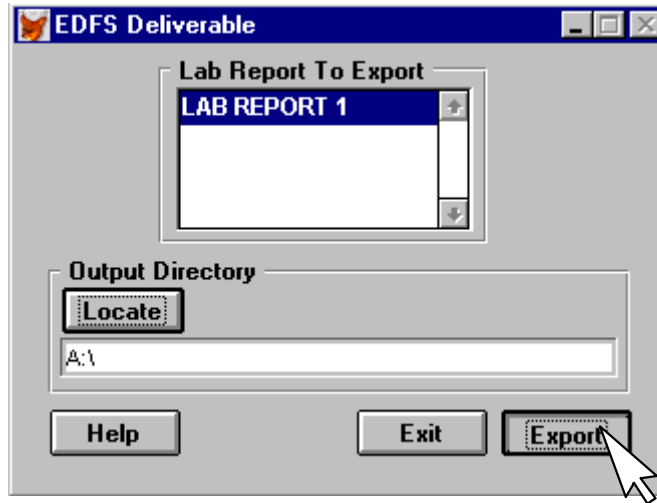 EDFS Deliverable
Lab Report To Export
LAB REPORT 1
Output Directory
Locate
A:\
Help Exit Export